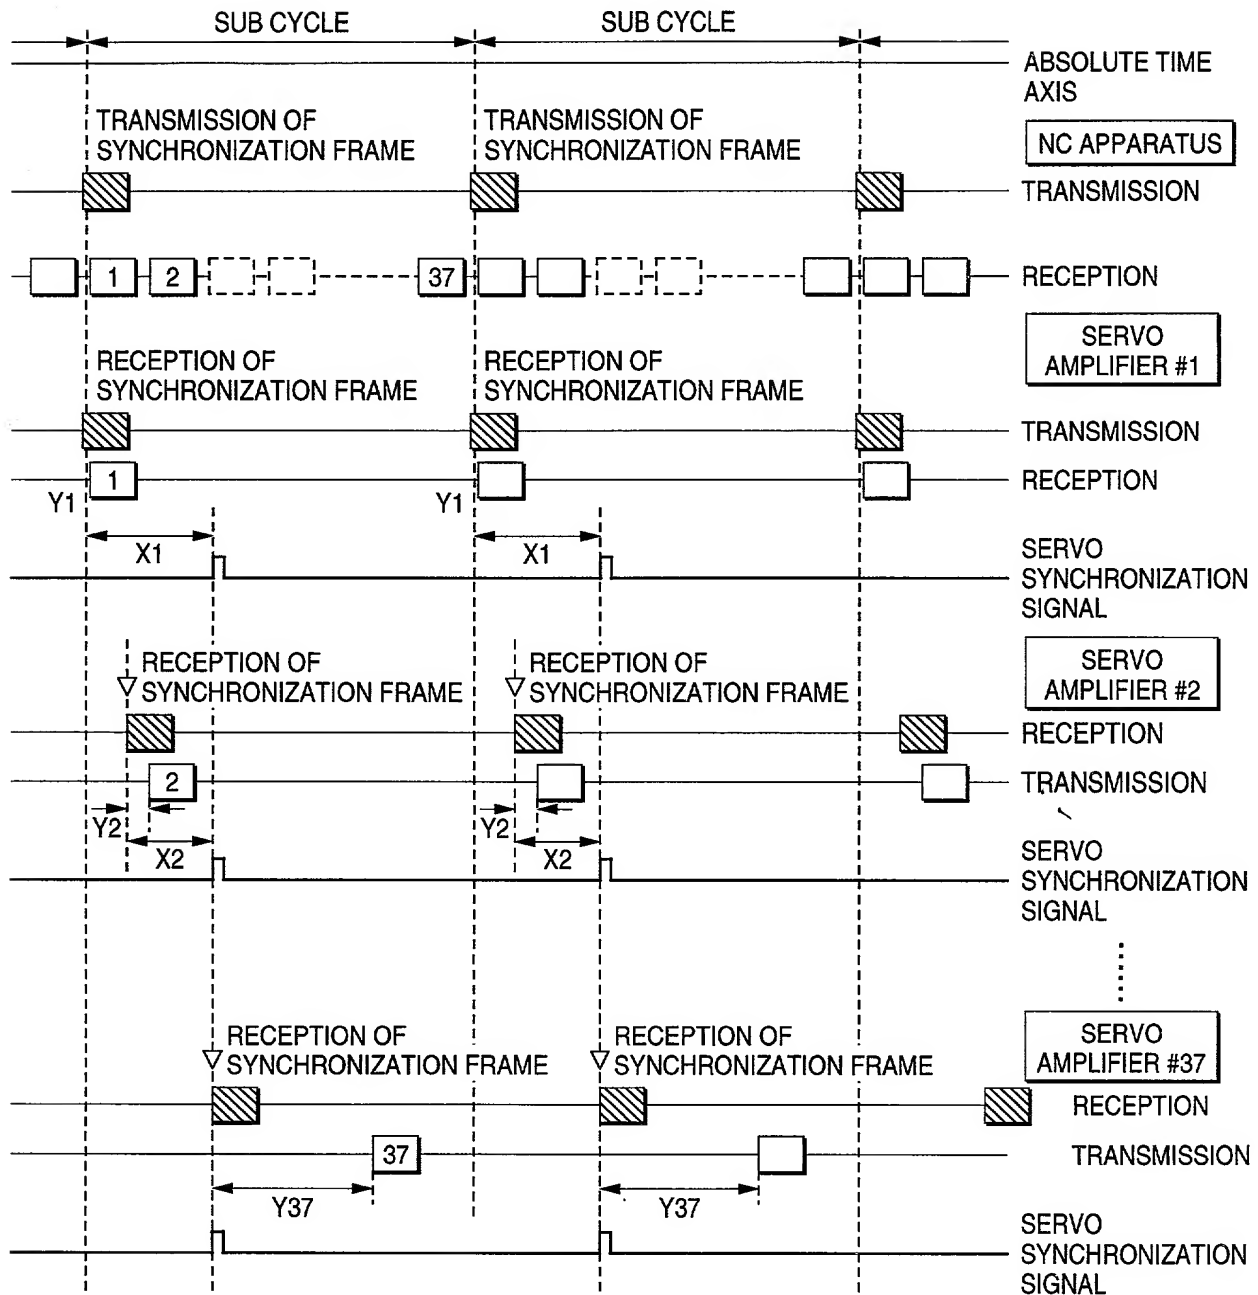 SUB CYCLE SUB CYCLE
ABSOLUTE TIME
AXIS
TRANSMISSION OF
SYNCHRONIZATION FRAME
TRANSMISSION OF
SYNCHRONIZATION FRAME
NC APPARATUS
TRANSMISSION
1 2 37
RECEPTION
SERVO
AMPLIFIER #1
RECEPTION OF
SYNCHRONIZATION FRAME
RECEPTION OF
SYNCHRONIZATION FRAME
TRANSMISSION
1
RECEPTION
Y1 Y1
X1 X1
SERVO
SYNCHRONIZATION
SIGNAL
SERVO
AMPLIFIER #2
RECEPTION OF
SYNCHRONIZATION FRAME
RECEPTION OF
SYNCHRONIZATION FRAME
RECEPTION
2
TRANSMISSION
Y2 Y2
X2 X2
SERVO
SYNCHRONIZATION
SIGNAL
SERVO
AMPLIFIER #37
RECEPTION OF
SYNCHRONIZATION FRAME
RECEPTION OF
SYNCHRONIZATION FRAME
RECEPTION
37
TRANSMISSION
Y37 Y37
SERVO
SYNCHRONIZATION
SIGNAL